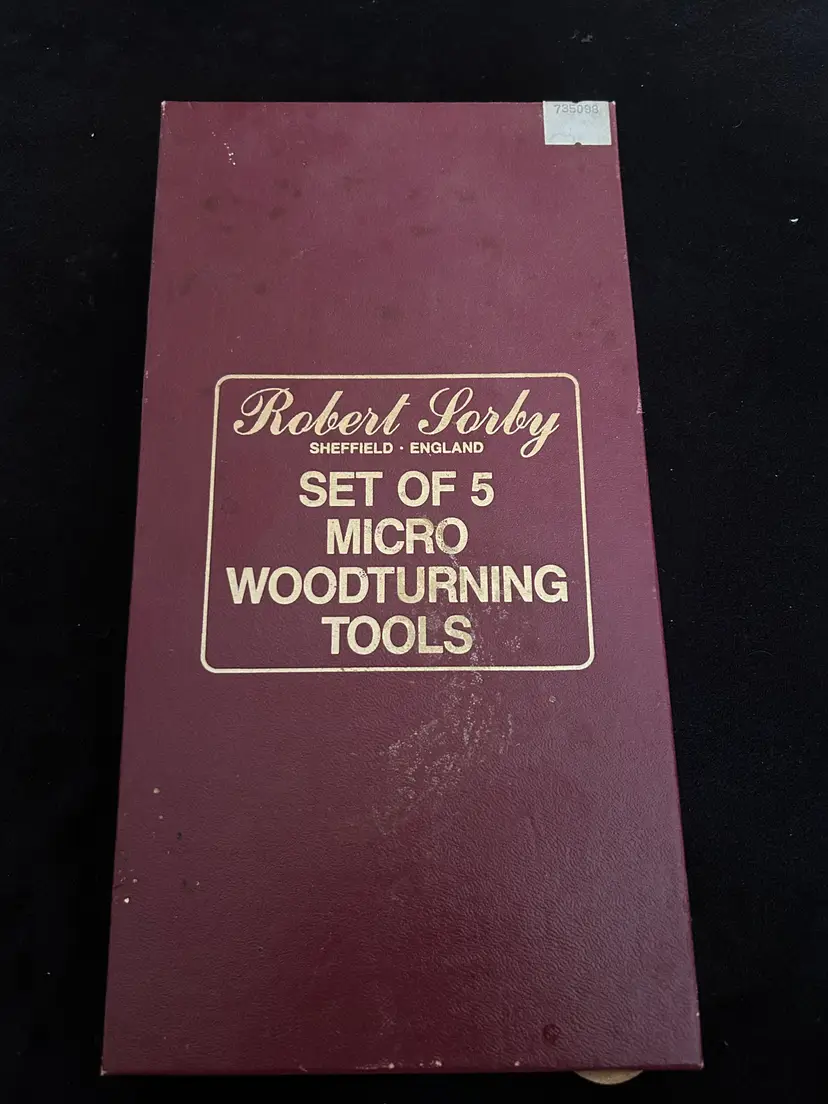 735098
Robert Sorby
SHEFFIELD · ENGLAND
SET OF 5
MICRO
WOODTURNING
TOOLS